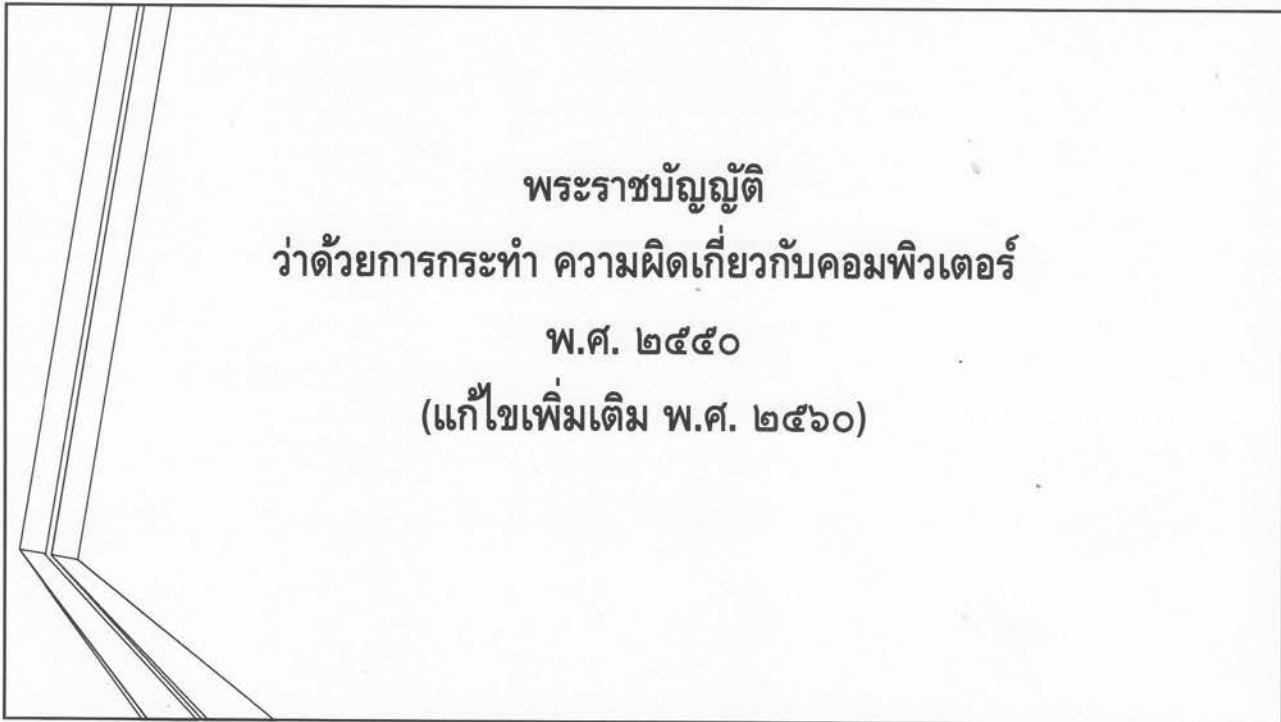 พระราชบัญญัติ
ว่าด้วยการกระทำ ความผิดเกี่ยวกับคอมพิวเตอร์
พ.ศ. ๒๕๕๐
(แก้ไขเพิ่มเติม พ.ศ. ๒๕๖๐)